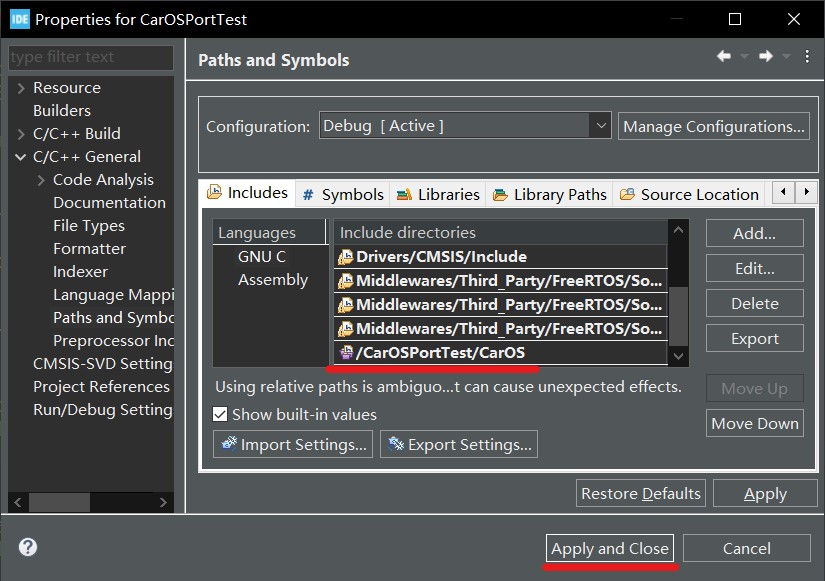 IDE Properties for CarOSPortTest
type filter text
Resource
Builders
C/C++ Build
C/C++ General
Code Analysis
Documentation
File Types
Formatter
Indexer
Language Mappi
Paths and Symbo
Preprocessor Inc
CMSIS-SVD Setting
Project References
Run/Debug Setting
Paths and Symbols
Configuration: Debug [ Active ] Manage Configurations...
Includes # Symbols Libraries Library Paths Source Location
Languages
GNU C
Assembly
Include directories
Drivers/CMSIS/Include
Middlewares/Third_Party/FreeRTOS/So...
Middlewares/Third_Party/FreeRTOS/So...
Middlewares/Third_Party/FreeRTOS/So...
/CarOSPortTest/CarOS
Add...
Edit...
Delete
Export
Move Up
Move Down
Using relative paths is ambiguo...t can cause unexpected effects.
Show built-in values
Import Settings... Export Settings...
Restore Defaults Apply
? Apply and Close Cancel